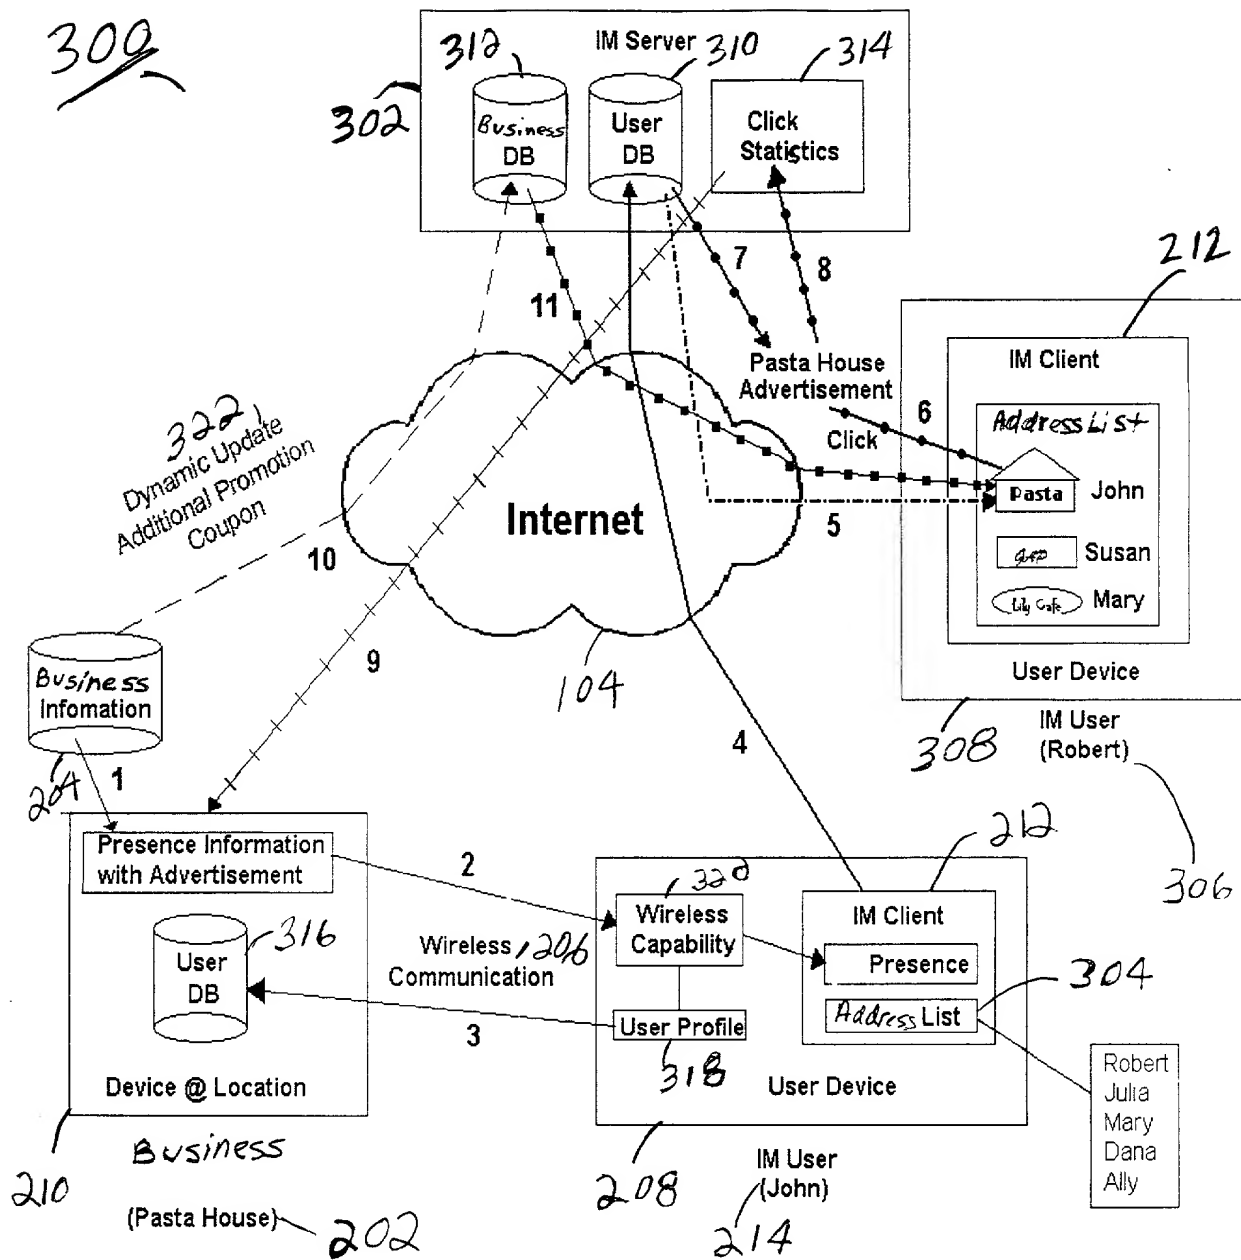 300
IM Server
312
310
314
302
Business
DB
User
DB
Click
Statistics
212
7
8
11
IM Client
Pasta House
Advertisement
6
Address List
Click
Pasta
John
322
Dynamic Update
Additional Promotion
Coupon
Internet
5
GAP
Susan
10
Lily Cafe
Mary
9
104
User Device
Business
Infomation
4
308
IM User
(Robert)
204
1
306
Presence Information
with Advertisement
2
320
212
Wireless
Capability
IM Client
316
Wireless
Communication
206
Presence
304
User
DB
User Profile
Address List
3
318
Robert
Julia
Mary
Dana
Ally
Device @ Location
User Device
210
Business
208
IM User
(John)
214
(Pasta House)
202